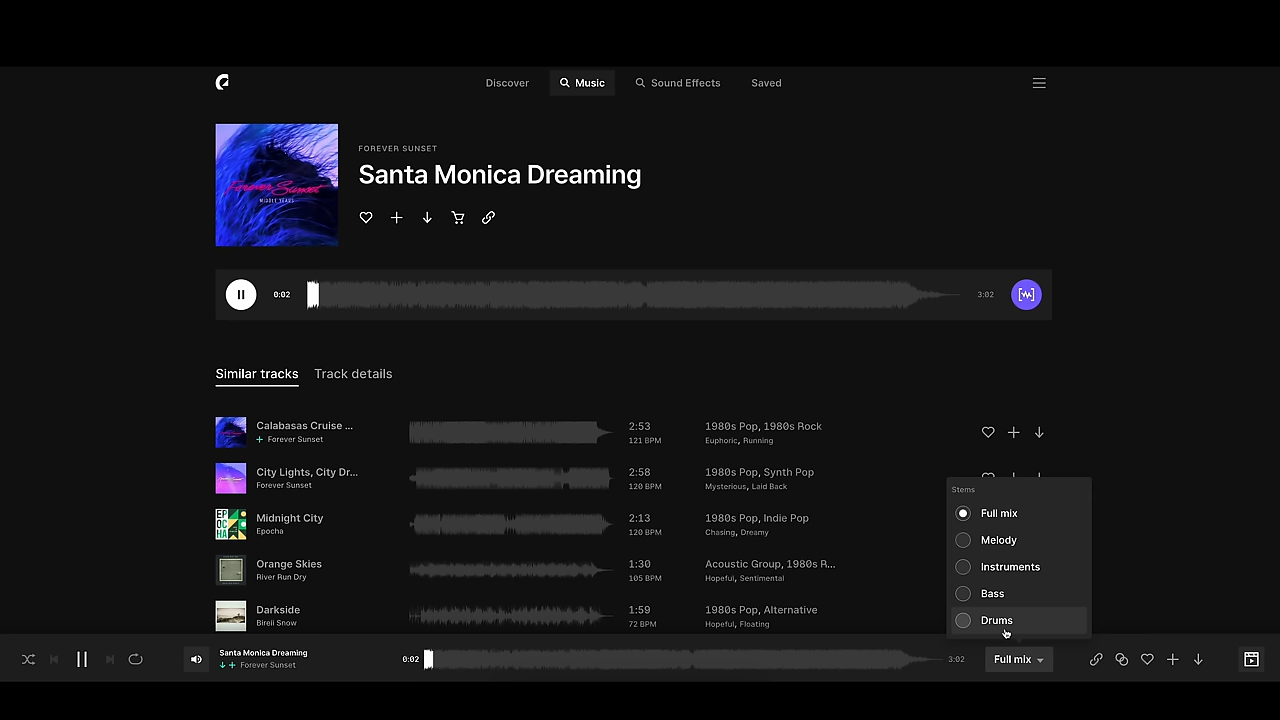 Discover
Music
Sound Effects
Saved
Forever Sunset
MIDDLE YEARS
FOREVER SUNSET
Santa Monica Dreaming
0:02
3:02
Similar tracks
Track details
Calabasas Cruise ...
Forever Sunset
2:53
121 BPM
1980s Pop, 1980s Rock
Euphoric, Running
City Lights, City Dr...
Forever Sunset
2:58
120 BPM
1980s Pop, Synth Pop
Mysterious, Laid Back
EPOCHA
Midnight City
Epocha
2:13
120 BPM
1980s Pop, Indie Pop
Chasing, Dreamy
Orange Skies
River Run Dry
1:30
105 BPM
Acoustic Group, 1980s R...
Hopeful, Sentimental
Darkside
Bireli Snow
1:59
72 BPM
1980s Pop, Alternative
Hopeful, Floating
Stems
Full mix
Melody
Instruments
Bass
Drums
Santa Monica Dreaming
Forever Sunset
0:02
3:02
Full mix